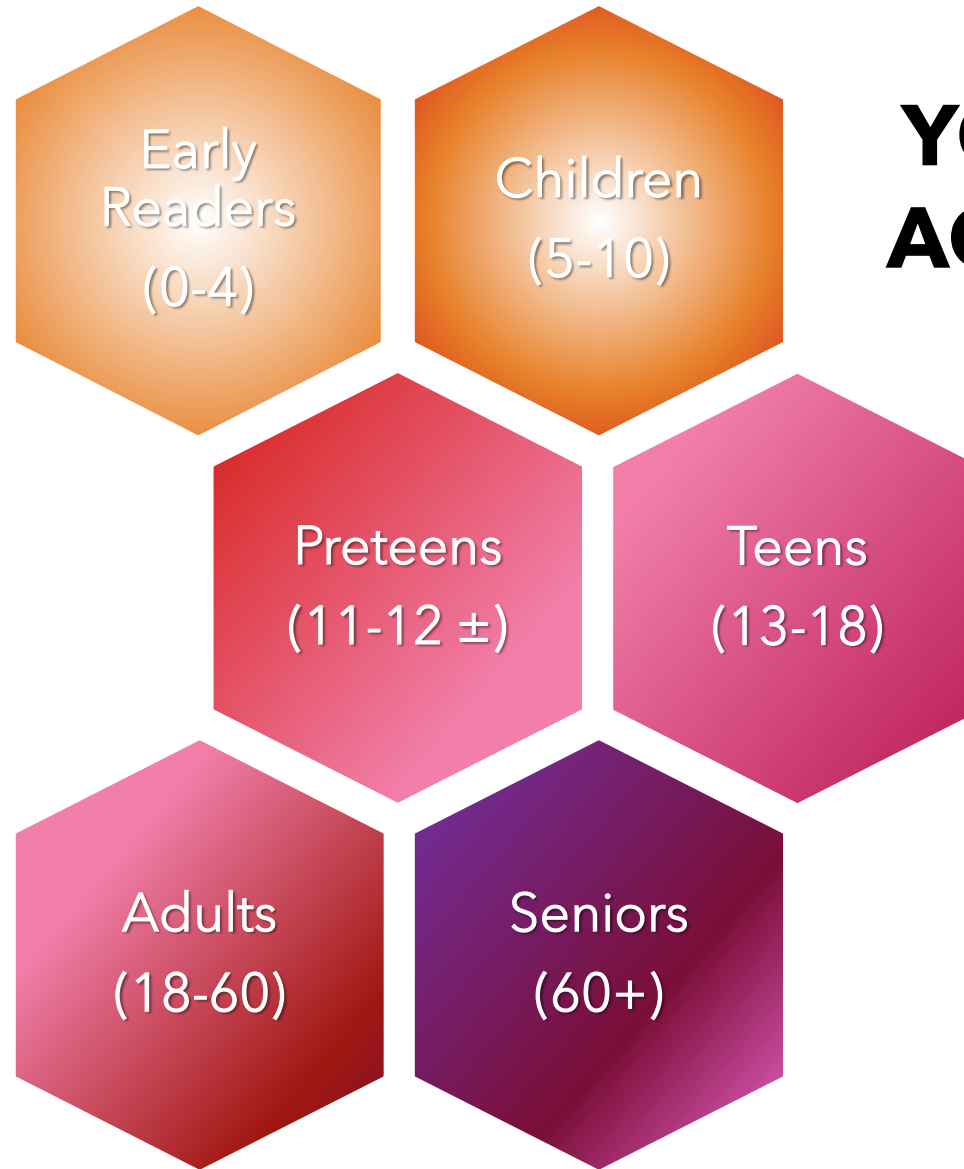 Early
Readers
(0-4)
Children
(5-10)
Preteens
(11-12 ±)
Teens
(13-18)
Adults
(18-60)
Seniors
(60+)